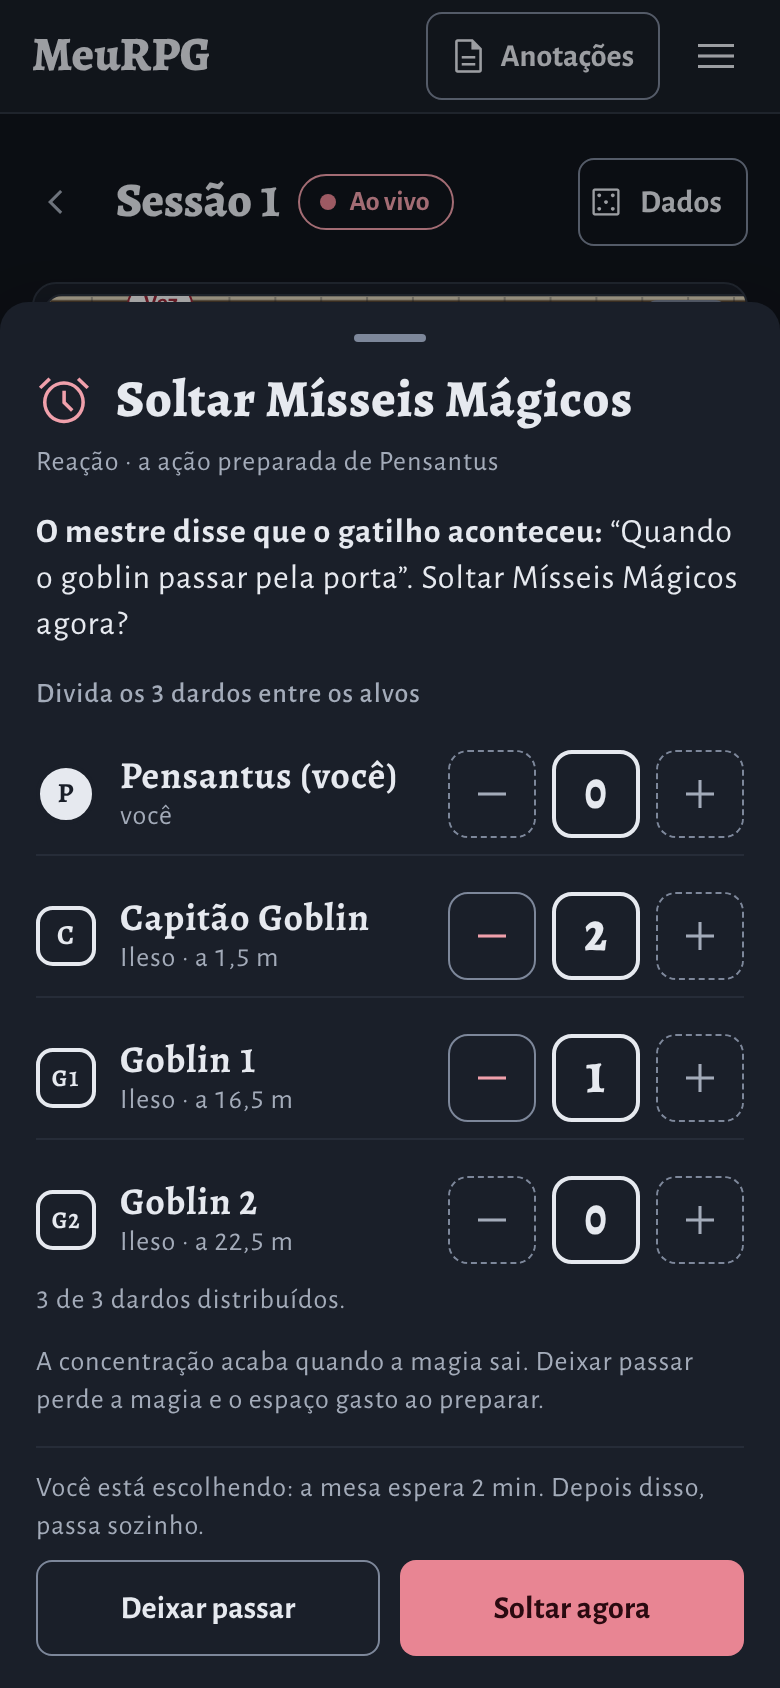 MeuRPG
Anotações
Sessão 1
Ao vivo
Dados
Soltar Mísseis Mágicos
Reação · a ação preparada de Pensantus
O mestre disse que o gatilho aconteceu: “Quando
o goblin passar pela porta”. Soltar Mísseis Mágicos
agora?
Divida os 3 dardos entre os alvos
P
Pensantus (você)
você
0
C
Capitão Goblin
Ileso · a 1,5 m
2
G1
Goblin 1
Ileso · a 16,5 m
1
G2
Goblin 2
Ileso · a 22,5 m
0
3 de 3 dardos distribuídos.
A concentração acaba quando a magia sai. Deixar passar
perde a magia e o espaço gasto ao preparar.
Você está escolhendo: a mesa espera 2 min. Depois disso,
passa sozinho.
Deixar passar
Soltar agora